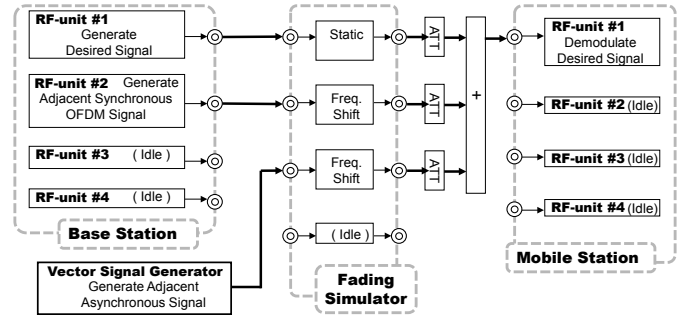 RF-unit #1
Generate
Desired Signal
RF-unit #2 Generate
Adjacent Synchronous
OFDM Signal
RF-unit #3 ( Idle )
RF-unit #4 ( Idle )
Base Station
Vector Signal Generator
Generate Adjacent
Asynchronous Signal
Static
Freq.
Shift
Freq.
Shift
( Idle )
Fading
Simulator
ATT
ATT
ATT
+
RF-unit #1
Demodulate
Desired Signal
RF-unit #2 (Idle)
RF-unit #3 (Idle)
RF-unit #4 (Idle)
Mobile Station